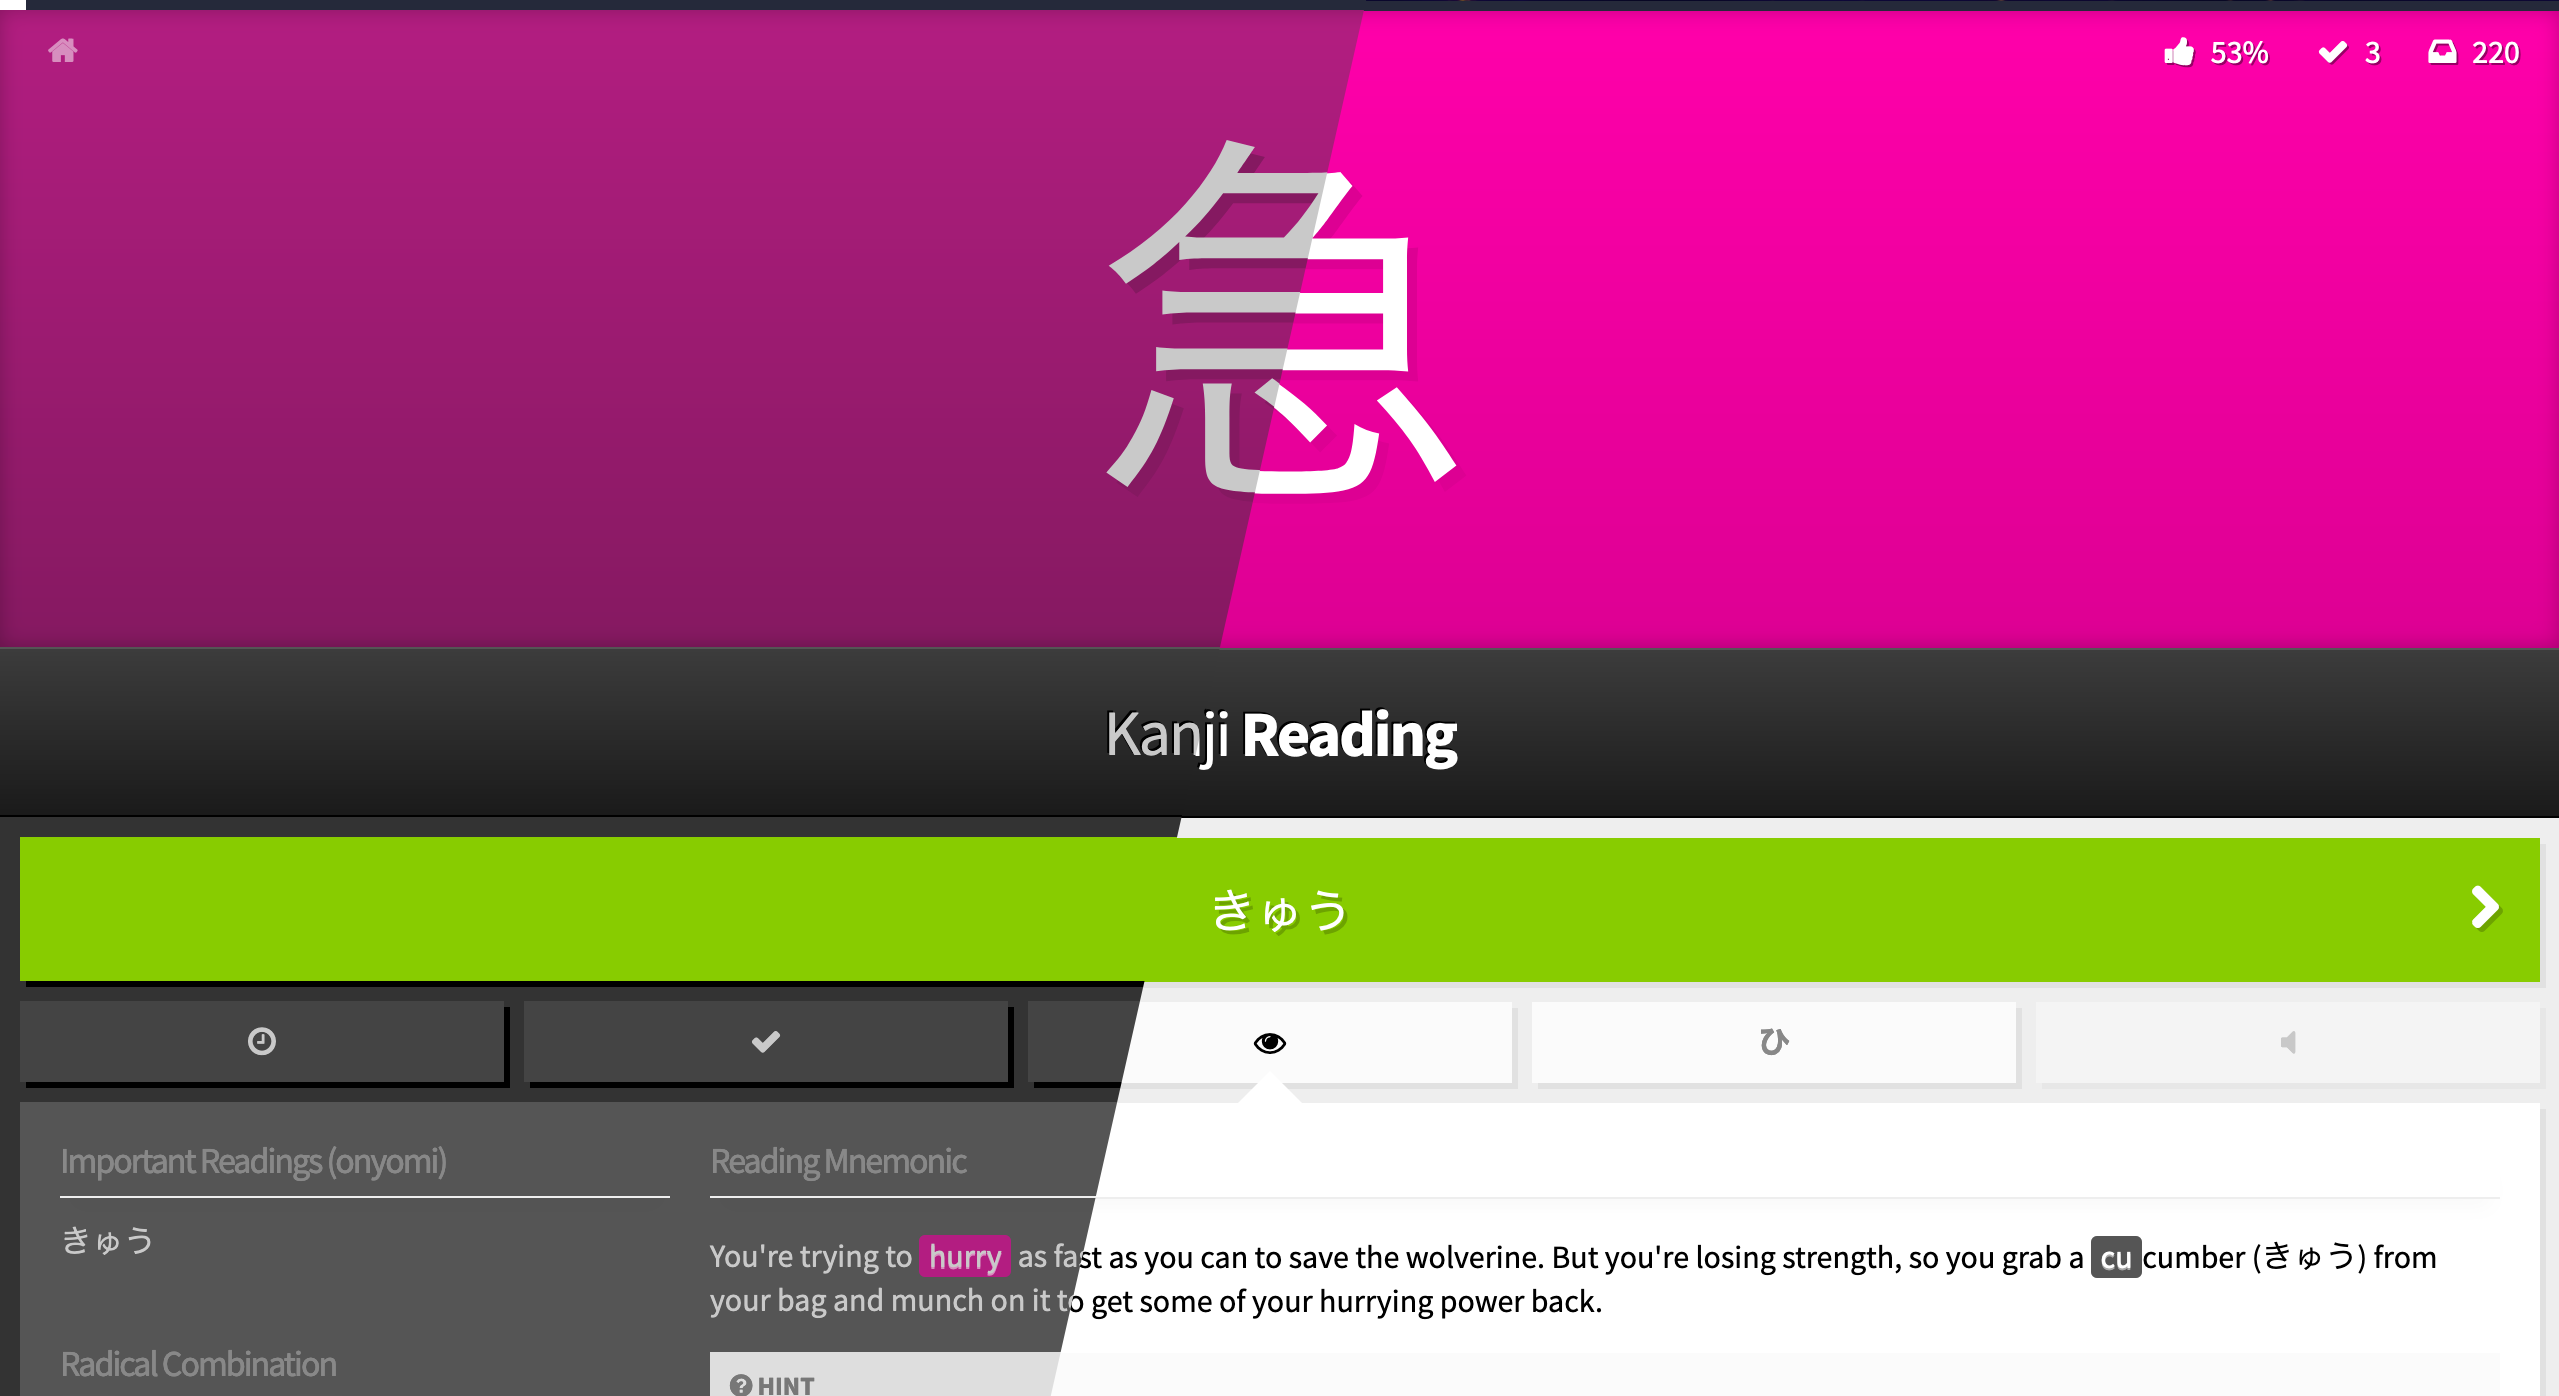 53% 3 220
急
Kanji Reading
きゅう
ひ
Important Readings (onyomi)
きゅう
Radical Combination
Reading Mnemonic
You're trying to hurry as fast as you can to save the wolverine. But you're losing strength, so you grab a cucumber (きゅう) from
your bag and munch on it to get some of your hurrying power back.
HINT